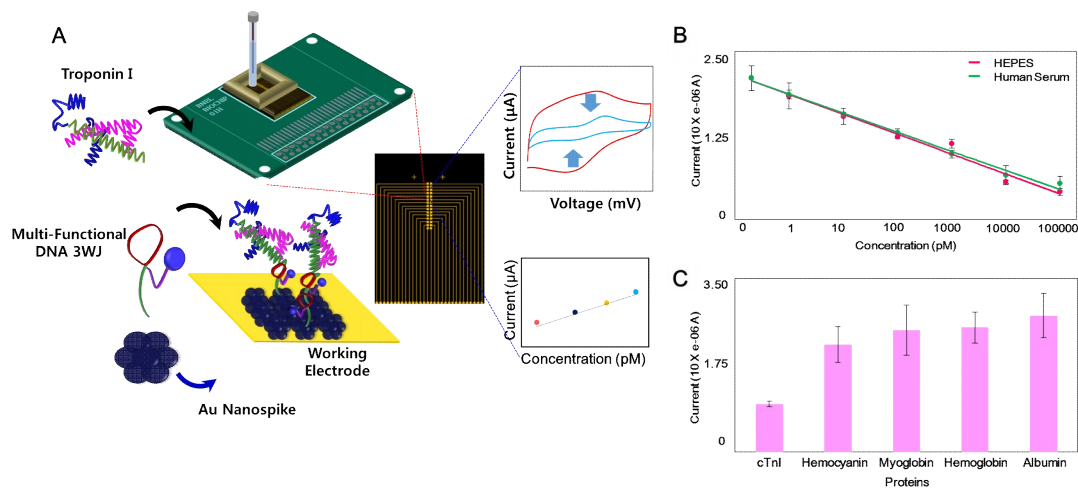 A
Troponin I
Multi-Functional
DNA 3WJ
Working
Electrode
Au Nanospike
Current (μA)
Voltage (mV)
Current (μA)
Concentration (pM)
B
2.50
1.25
0
HEPES
Human Serum
Current (10 X e-06 A)
0 1 10 100 1000 10000 100000
Concentration (pM)
C
3.50
1.75
0
Current (10 X e-06 A)
cTnI Hemocyanin Myoglobin Hemoglobin Albumin
Proteins